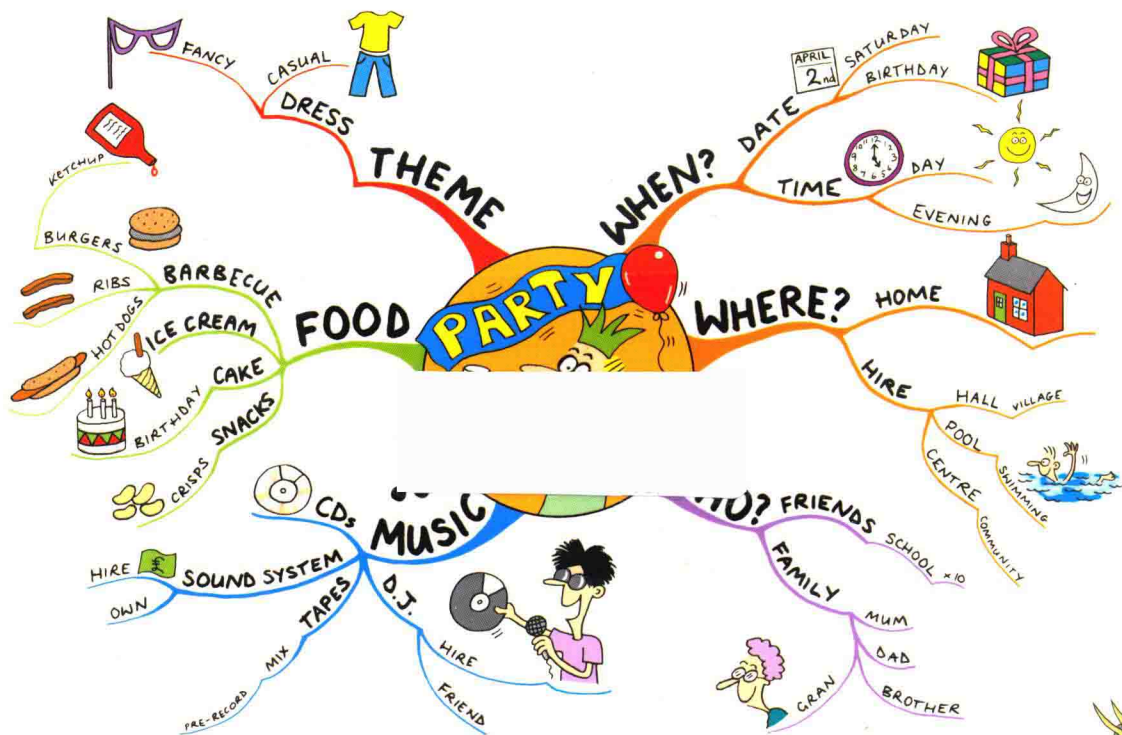 PARTY
THEME
DRESS
FANCY
CASUAL
WHEN?
DATE
APRIL
2nd
SATURDAY
BIRTHDAY
TIME
DAY
EVENING
WHERE?
HOME
HIRE
HALL VILLAGE
POOL
SWIMMING
CENTRE
COMMUNITY
FRIENDS
SCHOOL x10
FAMILY
MUM
DAD
BROTHER
GRAN
MUSIC
CDs
SOUND SYSTEM
HIRE
£
OWN
TAPES
MIX
PRE-RECORD
D.J.
HIRE
FRIEND
FOOD
BARBECUE
BURGERS
KETCHUP
RIBS
HOT DOGS
ICE CREAM
CAKE
BIRTHDAY
SNACKS
CRISPS